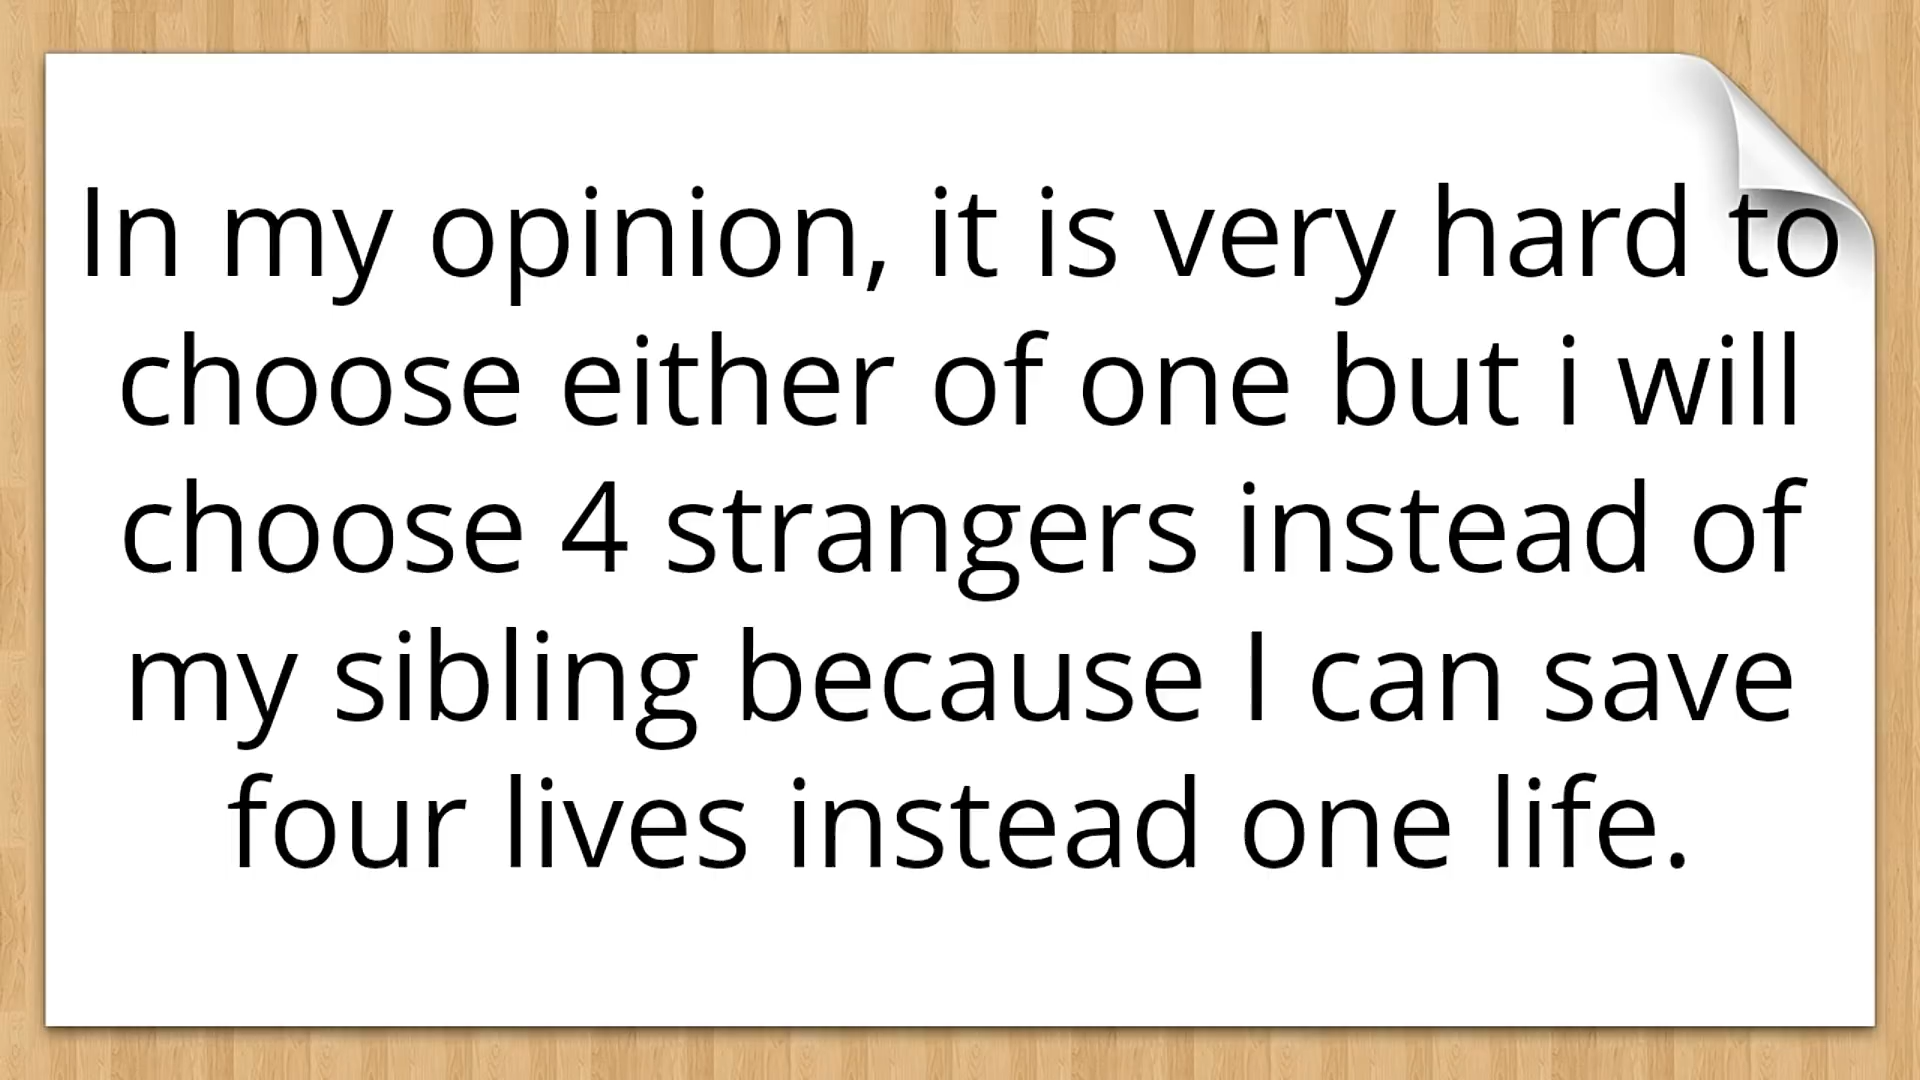 In my opinion, it is very hard to
choose either of one but i will
choose 4 strangers instead of
my sibling because I can save
four lives instead one life.